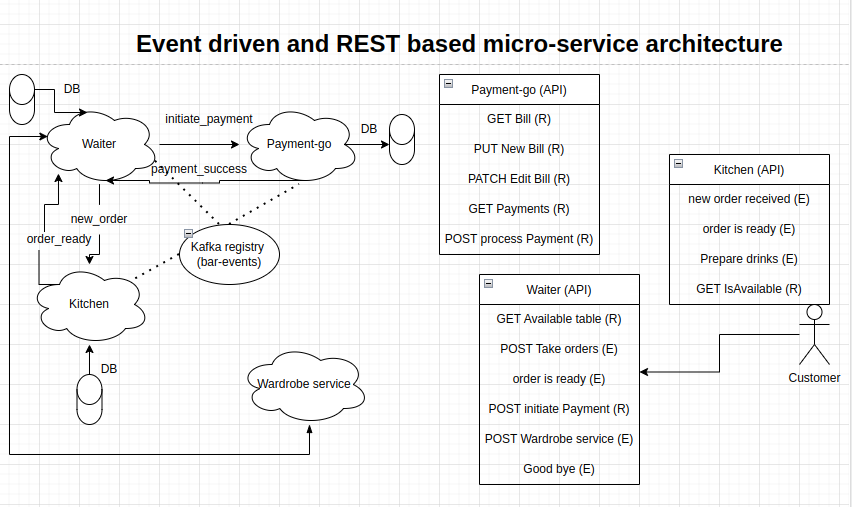 Event driven and REST based micro-service architecture
DB
Waiter
initiate_payment
Payment-go
DB
payment_success
new_order
order_ready
Kafka registry
(bar-events)
Kitchen
DB
Wardrobe service
Payment-go (API)
GET Bill (R)
PUT New Bill (R)
PATCH Edit Bill (R)
GET Payments (R)
POST process Payment (R)
Kitchen (API)
new order received (E)
order is ready (E)
Prepare drinks (E)
GET IsAvailable (R)
Waiter (API)
GET Available table (R)
POST Take orders (E)
order is ready (E)
POST initiate Payment (R)
POST Wardrobe service (E)
Good bye (E)
Customer